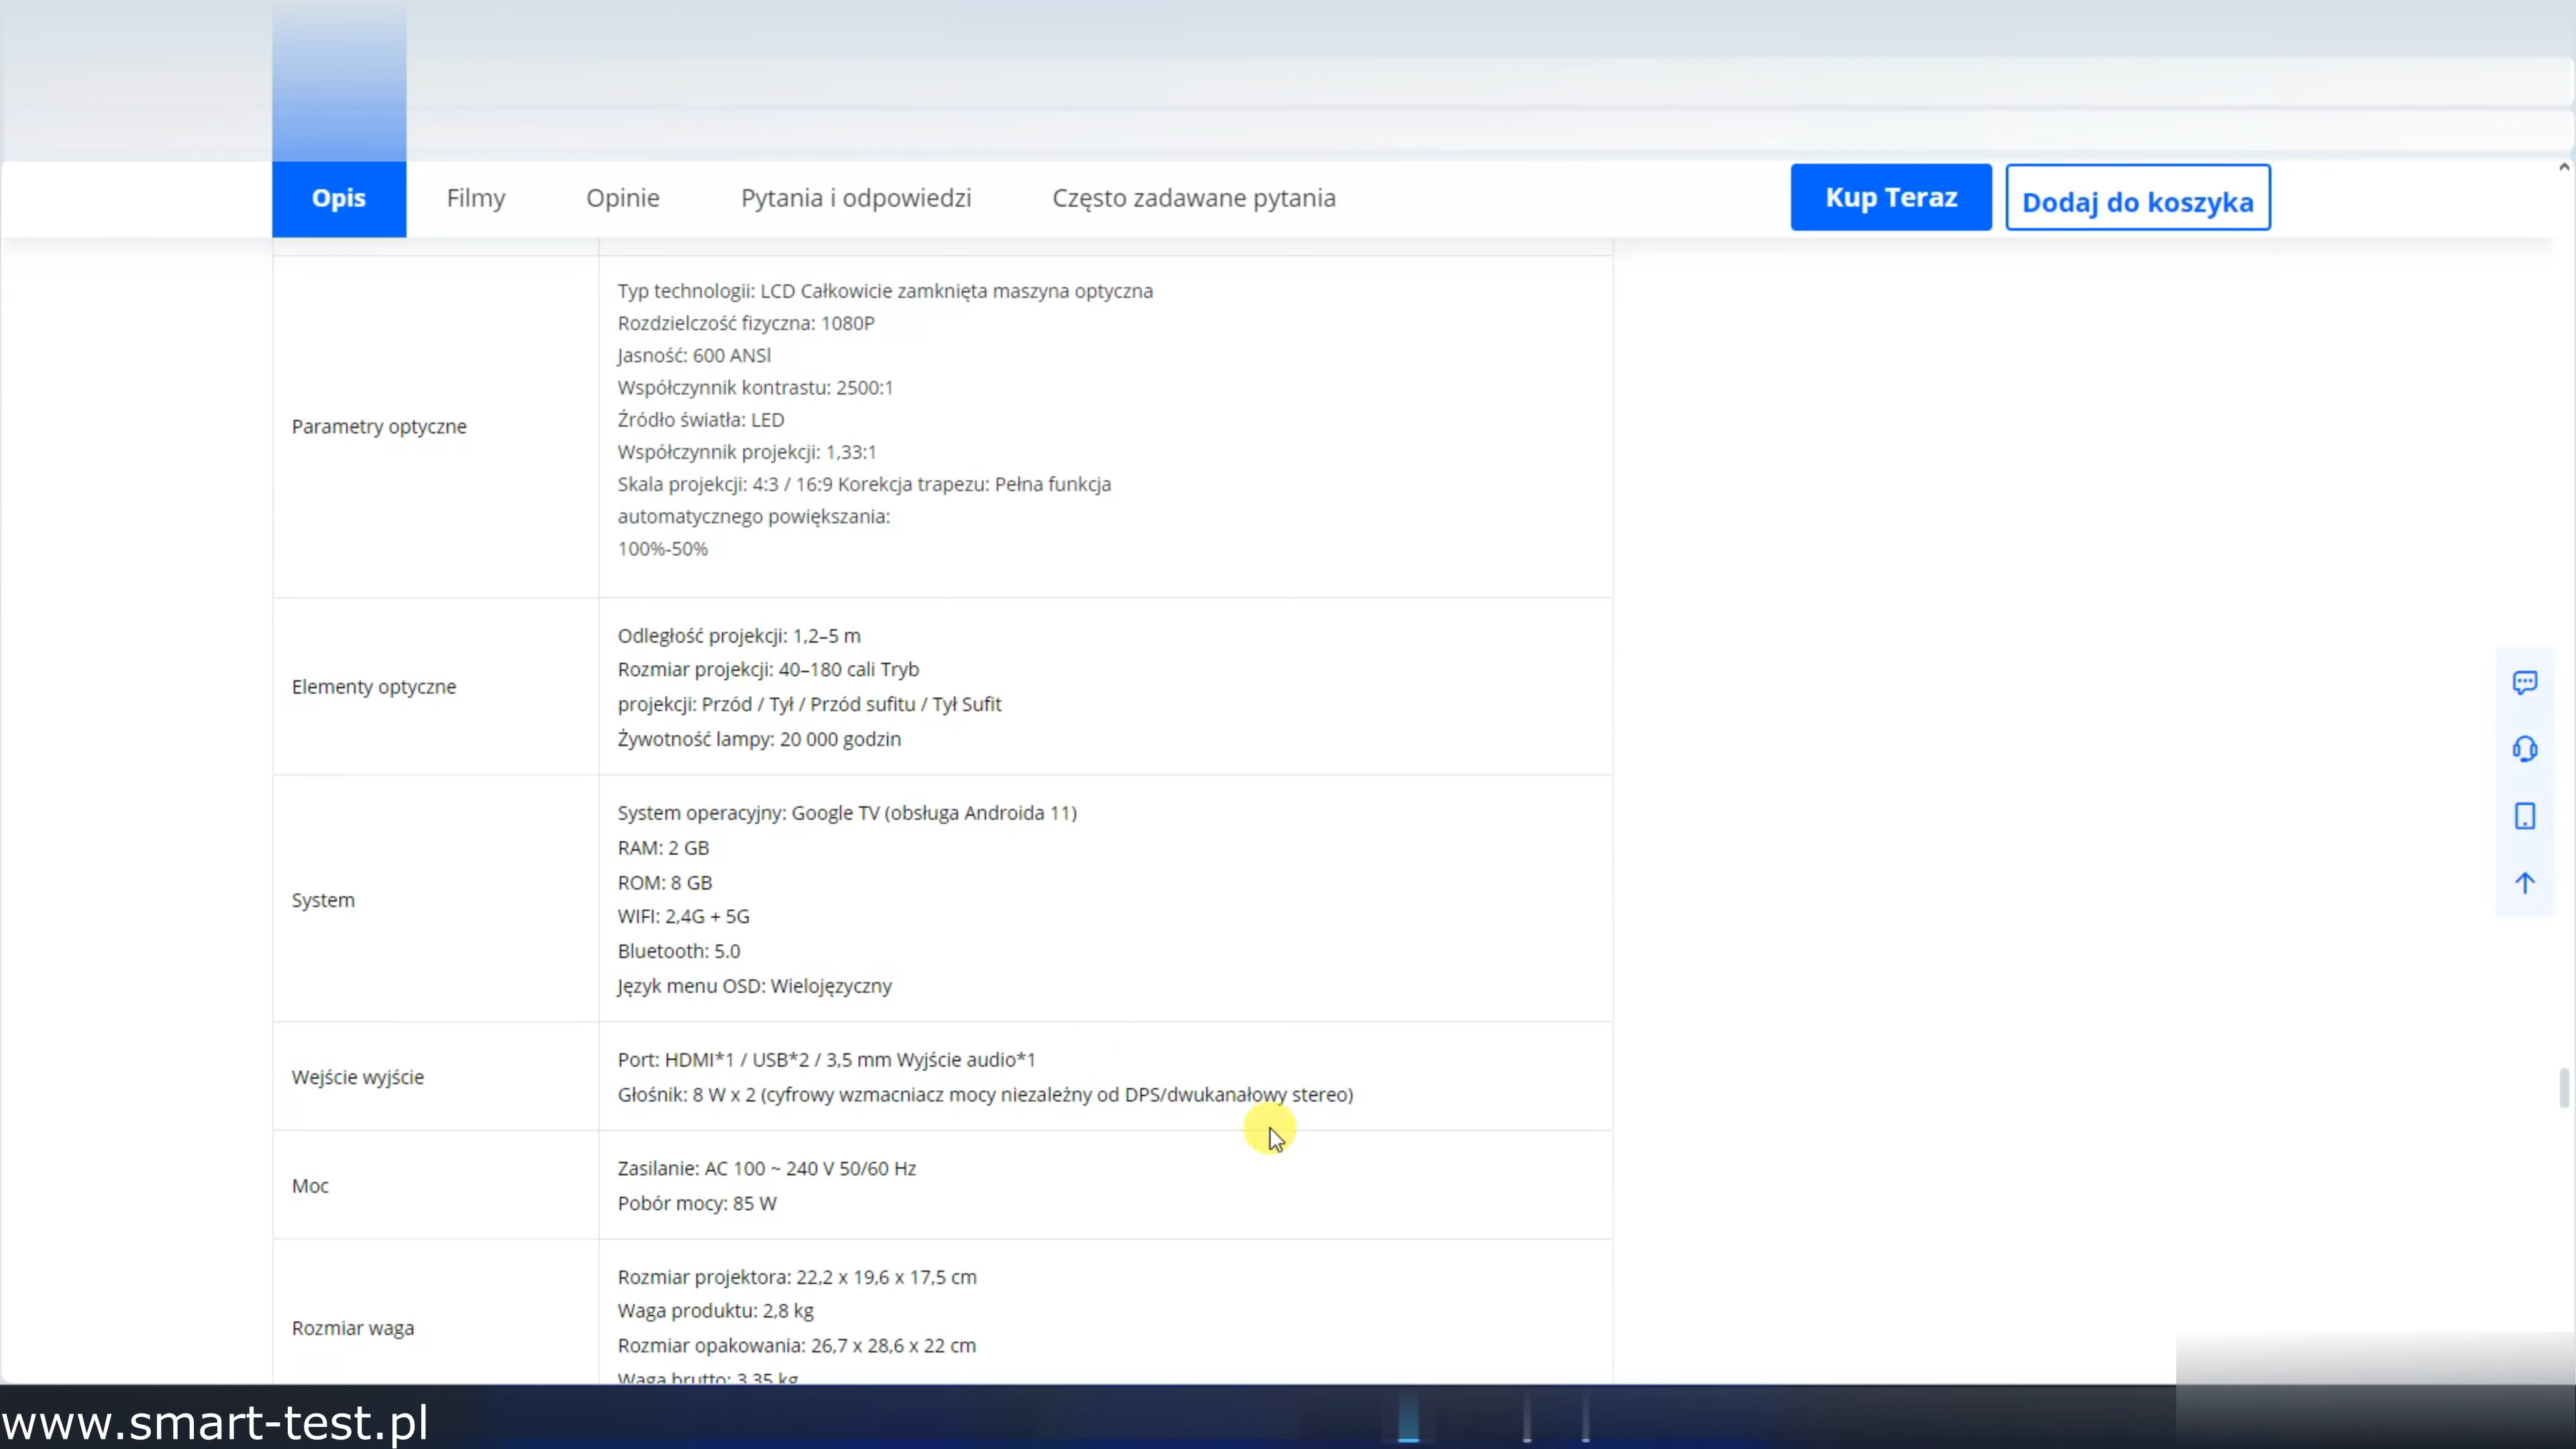 Opis
Filmy
Opinie
Pytania i odpowiedzi
Często zadawane pytania
Kup Teraz
Dodaj do koszyka
Parametry optyczne
Typ technologii: LCD Całkowicie zamknięta maszyna optyczna
Rozdzielczość fizyczna: 1080P
Jasność: 600 ANSl
Współczynnik kontrastu: 2500:1
Źródło światła: LED
Współczynnik projekcji: 1,33:1
Skala projekcji: 4:3 / 16:9 Korekcja trapezu: Pełna funkcja
automatycznego powiększania:
100%-50%
Elementy optyczne
Odległość projekcji: 1,2–5 m
Rozmiar projekcji: 40–180 cali Tryb
projekcji: Przód / Tył / Przód sufitu / Tył Sufit
Żywotność lampy: 20 000 godzin
System
System operacyjny: Google TV (obsługa Androida 11)
RAM: 2 GB
ROM: 8 GB
WIFI: 2,4G + 5G
Bluetooth: 5.0
Język menu OSD: Wielojęzyczny
Wejście wyjście
Port: HDMI*1 / USB*2 / 3,5 mm Wyjście audio*1
Głośnik: 8 W x 2 (cyfrowy wzmacniacz mocy niezależny od DPS/dwukanałowy stereo)
Moc
Zasilanie: AC 100 ~ 240 V 50/60 Hz
Pobór mocy: 85 W
Rozmiar waga
Rozmiar projektora: 22,2 x 19,6 x 17,5 cm
Waga produktu: 2,8 kg
Rozmiar opakowania: 26,7 x 28,6 x 22 cm
Waga brutto: 3,35 kg
www.smart-test.pl